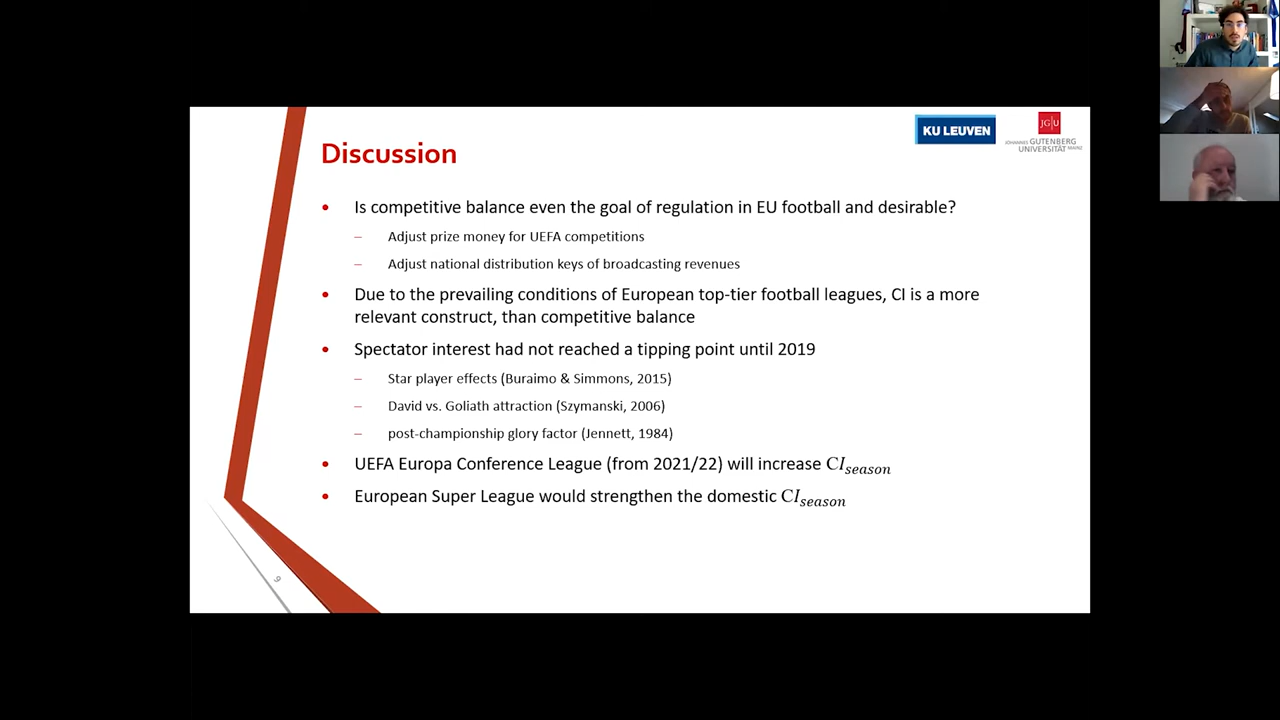 KU LEUVEN
JG|U
JOHANNES GUTENBERG
UNIVERSITÄT MAINZ
Discussion
• Is competitive balance even the goal of regulation in EU football and desirable?
– Adjust prize money for UEFA competitions
– Adjust national distribution keys of broadcasting revenues
• Due to the prevailing conditions of European top-tier football leagues, CI is a more
relevant construct, than competitive balance
• Spectator interest had not reached a tipping point until 2019
– Star player effects (Buraimo & Simmons, 2015)
– David vs. Goliath attraction (Szymanski, 2006)
– post-championship glory factor (Jennett, 1984)
• UEFA Europa Conference League (from 2021/22) will increase CI_season
• European Super League would strengthen the domestic CI_season
9